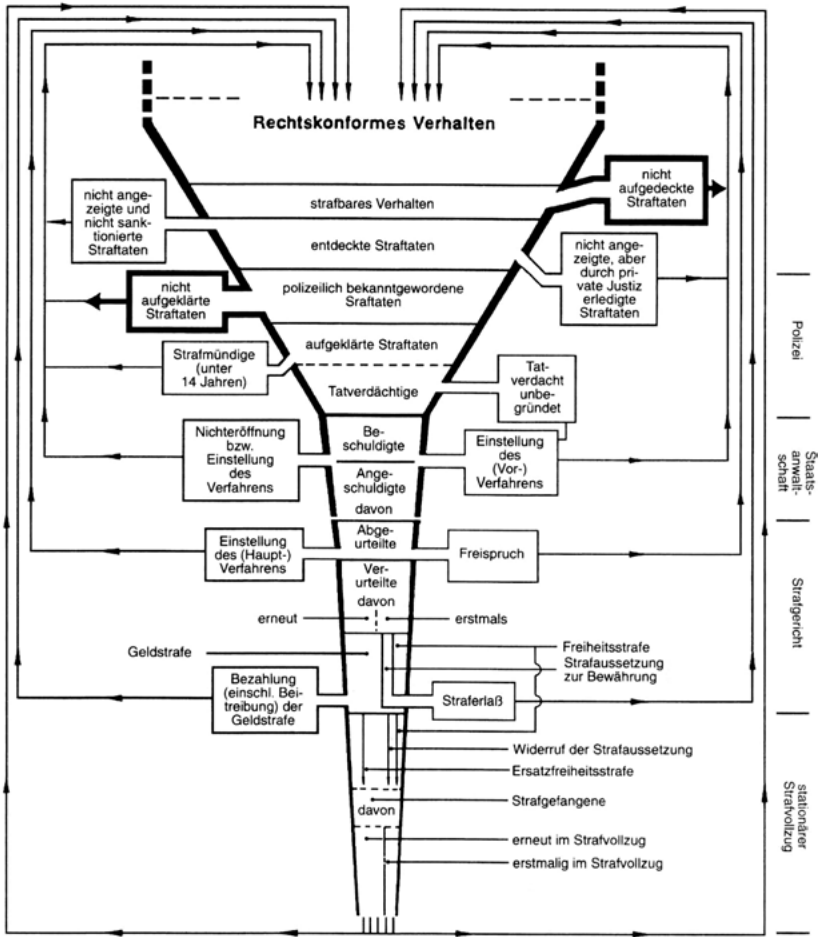 Rechtskonformes Verhalten
nicht
aufgedeckte
Straftaten
nicht ange-
zeigte und
nicht sank-
tionierte
Straftaten
strafbares Verhalten
entdeckte Straftaten
nicht ange-
zeigte, aber
durch pri-
vate Justiz
erledigte
Straftaten
nicht
aufgeklärte
Straftaten
polizeilich bekanntgewordene
Sraftaten
aufgeklärte Straftaten
Strafmündige
(unter
14 Jahren)
Tatverdächtige
Tat-
verdacht
unbe-
gründet
Polizei
Nichteröffnung
bzw.
Einstellung
des
Verfahrens
Be-
schuldigte
Ange-
schuldigte
davon
Einstellung
des
(Vor-)
Verfahrens
Staats-
anwalt-
schaft
Einstellung
des (Haupt-)
Verfahrens
Abge-
urteilte
Ver-
urteilte
davon
Freispruch
erneut
erstmals
Strafgericht
Geldstrafe
Freiheitsstrafe
Strafaussetzung
zur Bewährung
Bezahlung
(einschl. Bei-
treibung) der
Geldstrafe
Straferlaß
Widerruf der Strafaussetzung
Ersatzfreiheitsstrafe
Strafgefangene
davon
erneut im Strafvollzug
erstmalig im Strafvollzug
stationärer
Strafvollzug